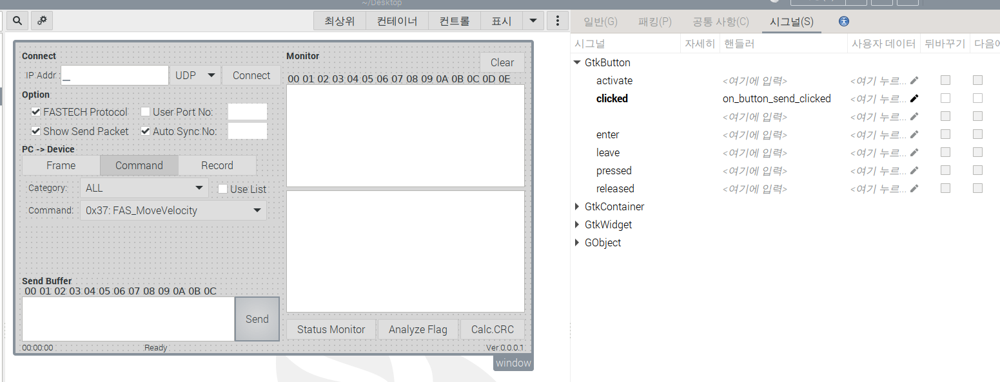 ~/Desktop
최상위 컨테이너 컨트롤 표시
일반(G) 패킹(P) 공통 사항(C) 시그널(S)
Connect
IP Addr.:
_
UDP
Connect
Option
FASTECH Protocol
User Port No:
Show Send Packet
Auto Sync No:
PC -> Device
Frame Command Record
Category: ALL
Use List
Command: 0x37: FAS_MoveVelocity
Send Buffer
00 01 02 03 04 05 06 07 08 09 0A 0B 0C
Send
00:00:00 Ready Ver 0.0.0.1
Monitor
Clear
00 01 02 03 04 05 06 07 08 09 0A 0B 0C 0D 0E
Status Monitor Analyze Flag Calc.CRC
window
시그널 자세히 핸들러 사용자 데이터 뒤바꾸기 다음에
GtkButton
activate <여기에 입력> <여기 누르...
clicked on_button_send_clicked <여기 누르...
<여기에 입력> <여기 누르...
enter <여기에 입력> <여기 누르...
leave <여기에 입력> <여기 누르...
pressed <여기에 입력> <여기 누르...
released <여기에 입력> <여기 누르...
GtkContainer
GtkWidget
GObject